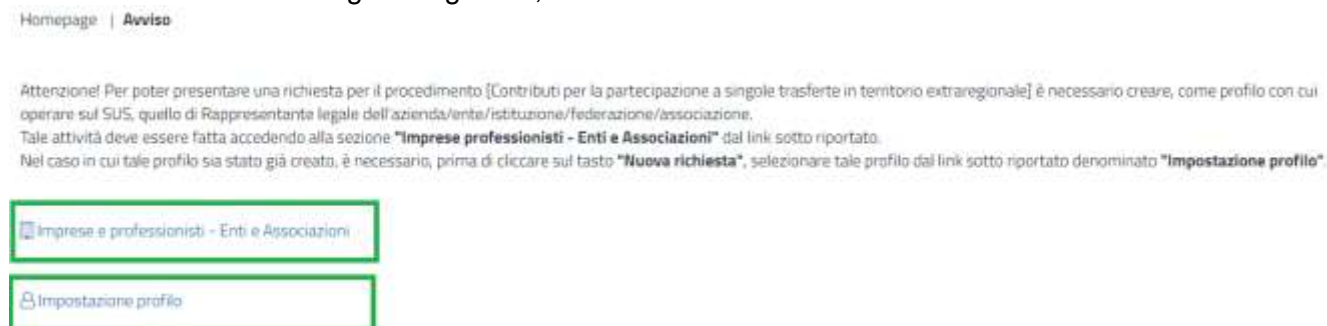 Homepage | Avviso
Attenzione! Per poter presentare una richiesta per il procedimento [Contributi per la partecipazione a singole trasferte in territorio extraregionale] è necessario creare, come profilo con cui
operare sul SUS, quello di Rappresentante legale dell'azienda/ente/istituzione/federazione/associazione.
Tale attività deve essere fatta accedendo alla sezione "Imprese professionisti - Enti e Associazioni" dal link sotto riportato.
Nel caso in cui tale profilo sia stato già creato, è necessario, prima di cliccare sul tasto "Nuova richiesta", selezionare tale profilo dal link sotto riportato denominato "Impostazione profilo".
Imprese e professionisti - Enti e Associazioni
Impostazione profilo